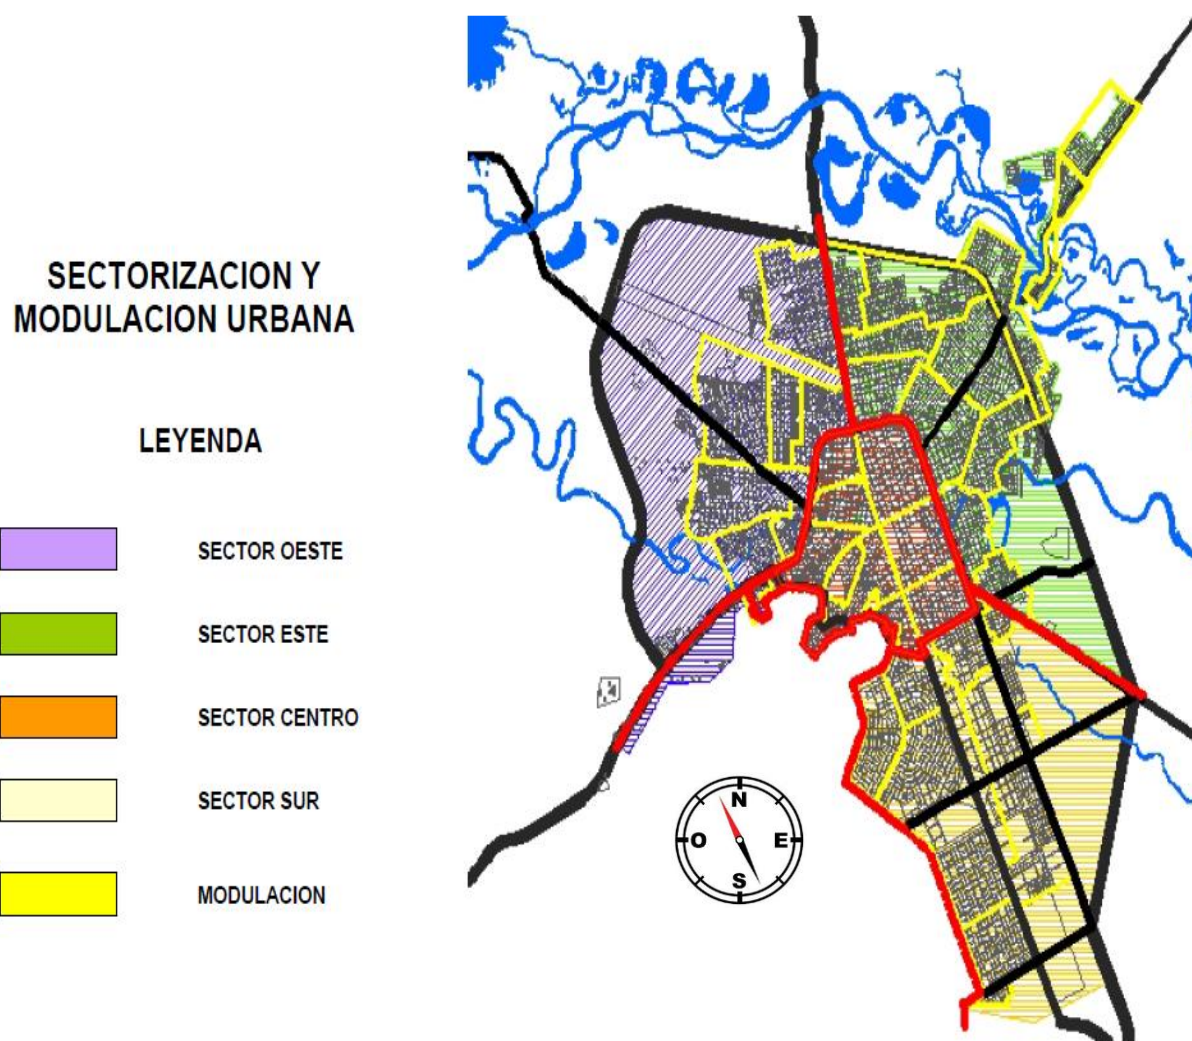 SECTORIZACION Y
MODULACION URBANA
LEYENDA
SECTOR OESTE
SECTOR ESTE
SECTOR CENTRO
SECTOR SUR
MODULACION
N
O
E
S